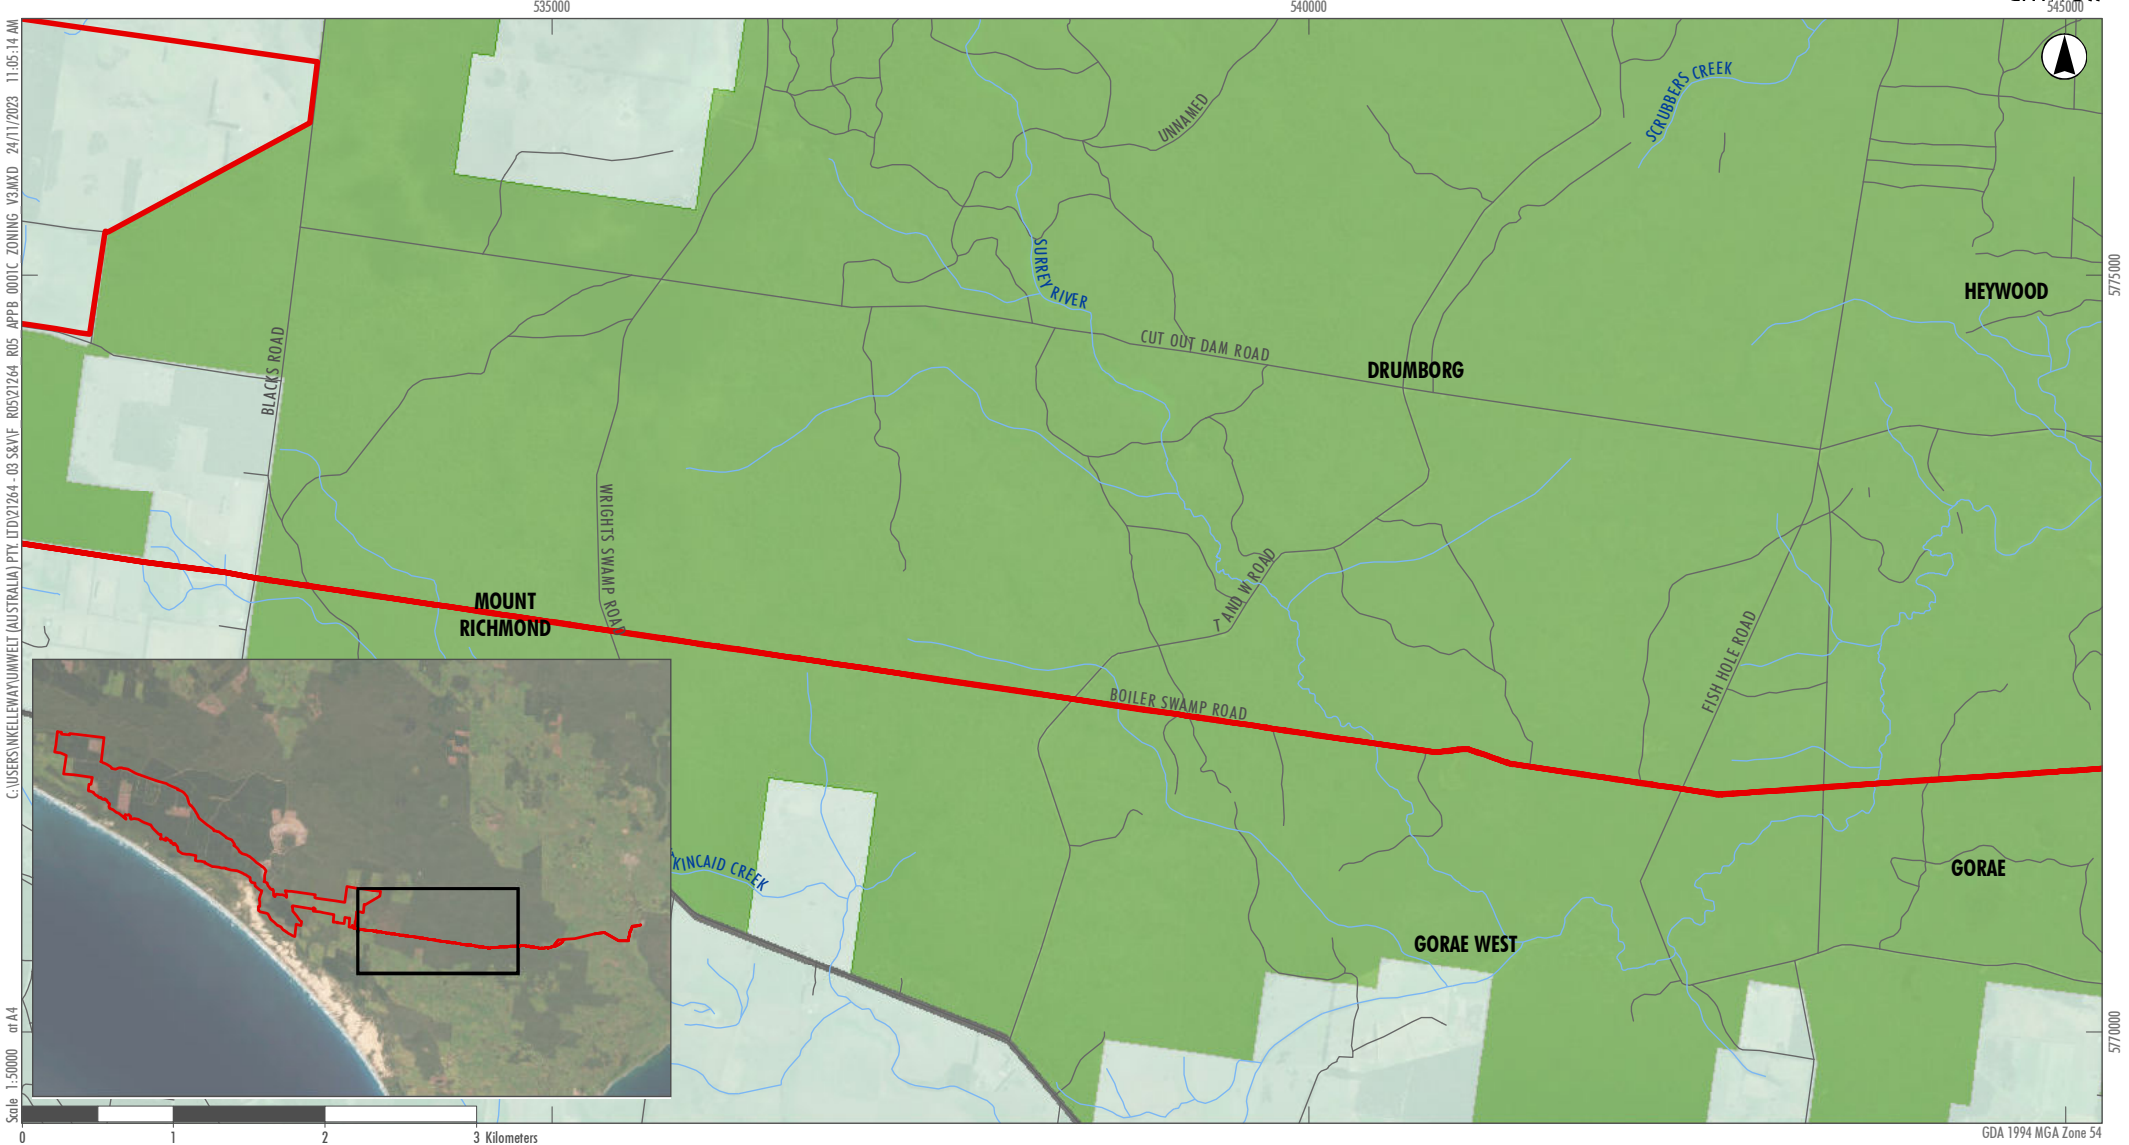 535000
540000
545000
C:\USERS\NKELLEWAY\UMWELT (AUSTRALIA) PTY. LTD\21264 - 03 S&V\F R05\21264 R05 APPB 0001C ZONING V3.MXD 24/11/2023 11:05:14 AM
SCRUBBERS CREEK
UNNAMED
SURREY RIVER
5775000
HEYWOOD
CUT OUT DAM ROAD
DRUMBORG
BLACKS ROAD
WRIGHTS SWAMP ROAD
T AND W ROAD
MOUNT
RICHMOND
FISH HOLE ROAD
BOILER SWAMP ROAD
KINCAID CREEK
GORAE
GORAE WEST
5770000
Scale 1:50000 at A4
0 1 2 3 Kilometers
GDA 1994 MGA Zone 54